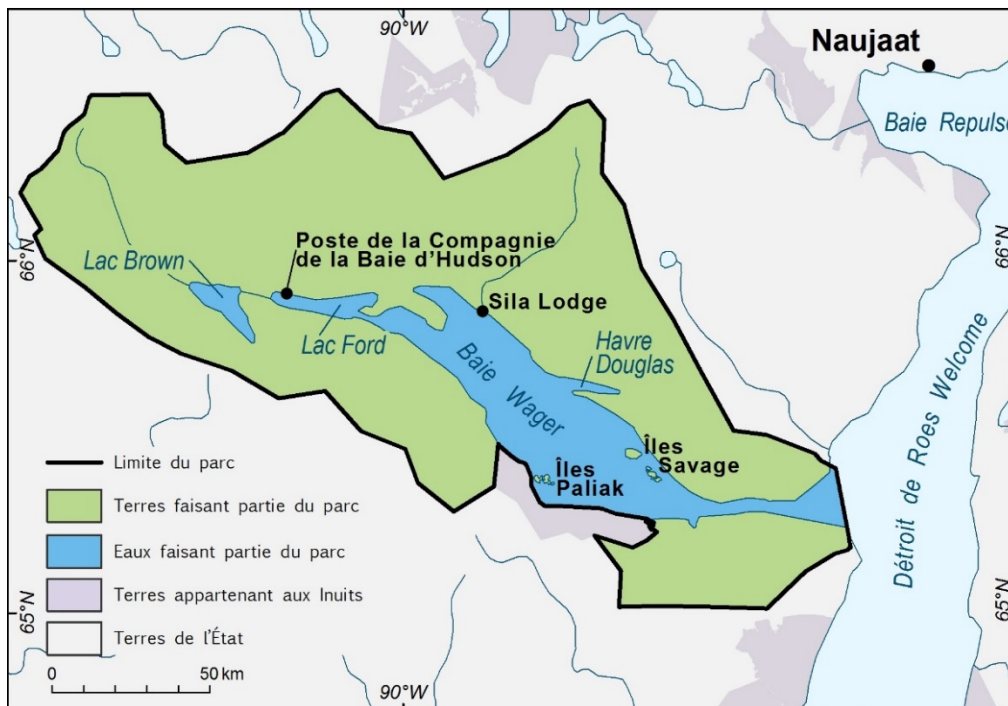 90°W
Naujaat
Baie Repulse
66°N
66°N
Poste de la Compagnie
de la Baie d'Hudson
Lac Brown
Sila Lodge
Lac Ford
Havre
Douglas
Baie Wager
Îles
Savage
Îles
Paliak
Détroit de Roes Welcome
Limite du parc
Terres faisant partie du parc
Eaux faisant partie du parc
Terres appartenant aux Inuits
Terres de l'État
65°N
65°N
0 50 km
90°W